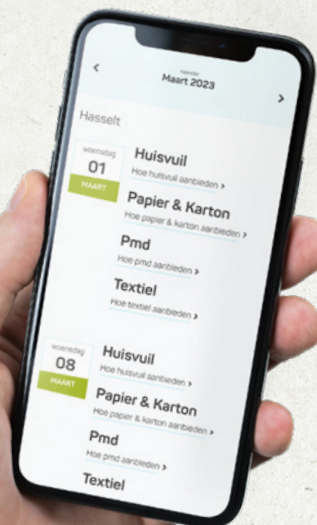 Kalender
Maart 2023
Hasselt
woensdag
01
MAART
Huisvuil
Hoe huisvuil aanbieden >
Papier & Karton
Hoe papier & karton aanbieden >
Pmd
Hoe pmd aanbieden >
Textiel
Hoe textiel aanbieden >
woensdag
08
MAART
Huisvuil
Hoe huisvuil aanbieden >
Papier & Karton
Hoe papier & karton aanbieden >
Pmd
Hoe pmd aanbieden >
Textiel